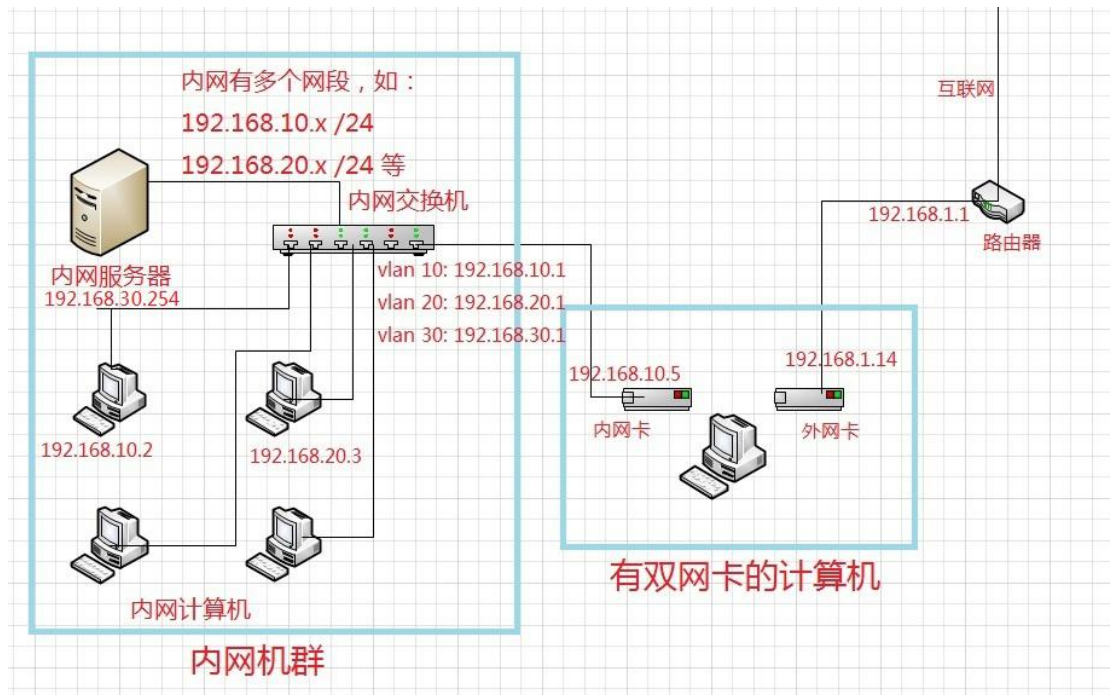 内网有多个网段，如：
192.168.10.x /24
192.168.20.x /24 等
内网交换机
内网服务器
192.168.30.254
vlan 10: 192.168.10.1
vlan 20: 192.168.20.1
vlan 30: 192.168.30.1
192.168.10.2
192.168.20.3
内网计算机
内网机群
互联网
192.168.1.1
路由器
192.168.10.5
内网卡
192.168.1.14
外网卡
有双网卡的计算机